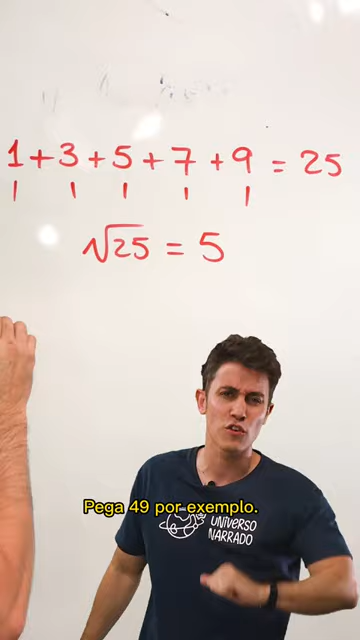 1 + 3 + 5 + 7 + 9 = 25
√25 = 5
Pega 49 por exemplo.
UNIVERSO
NARRADO